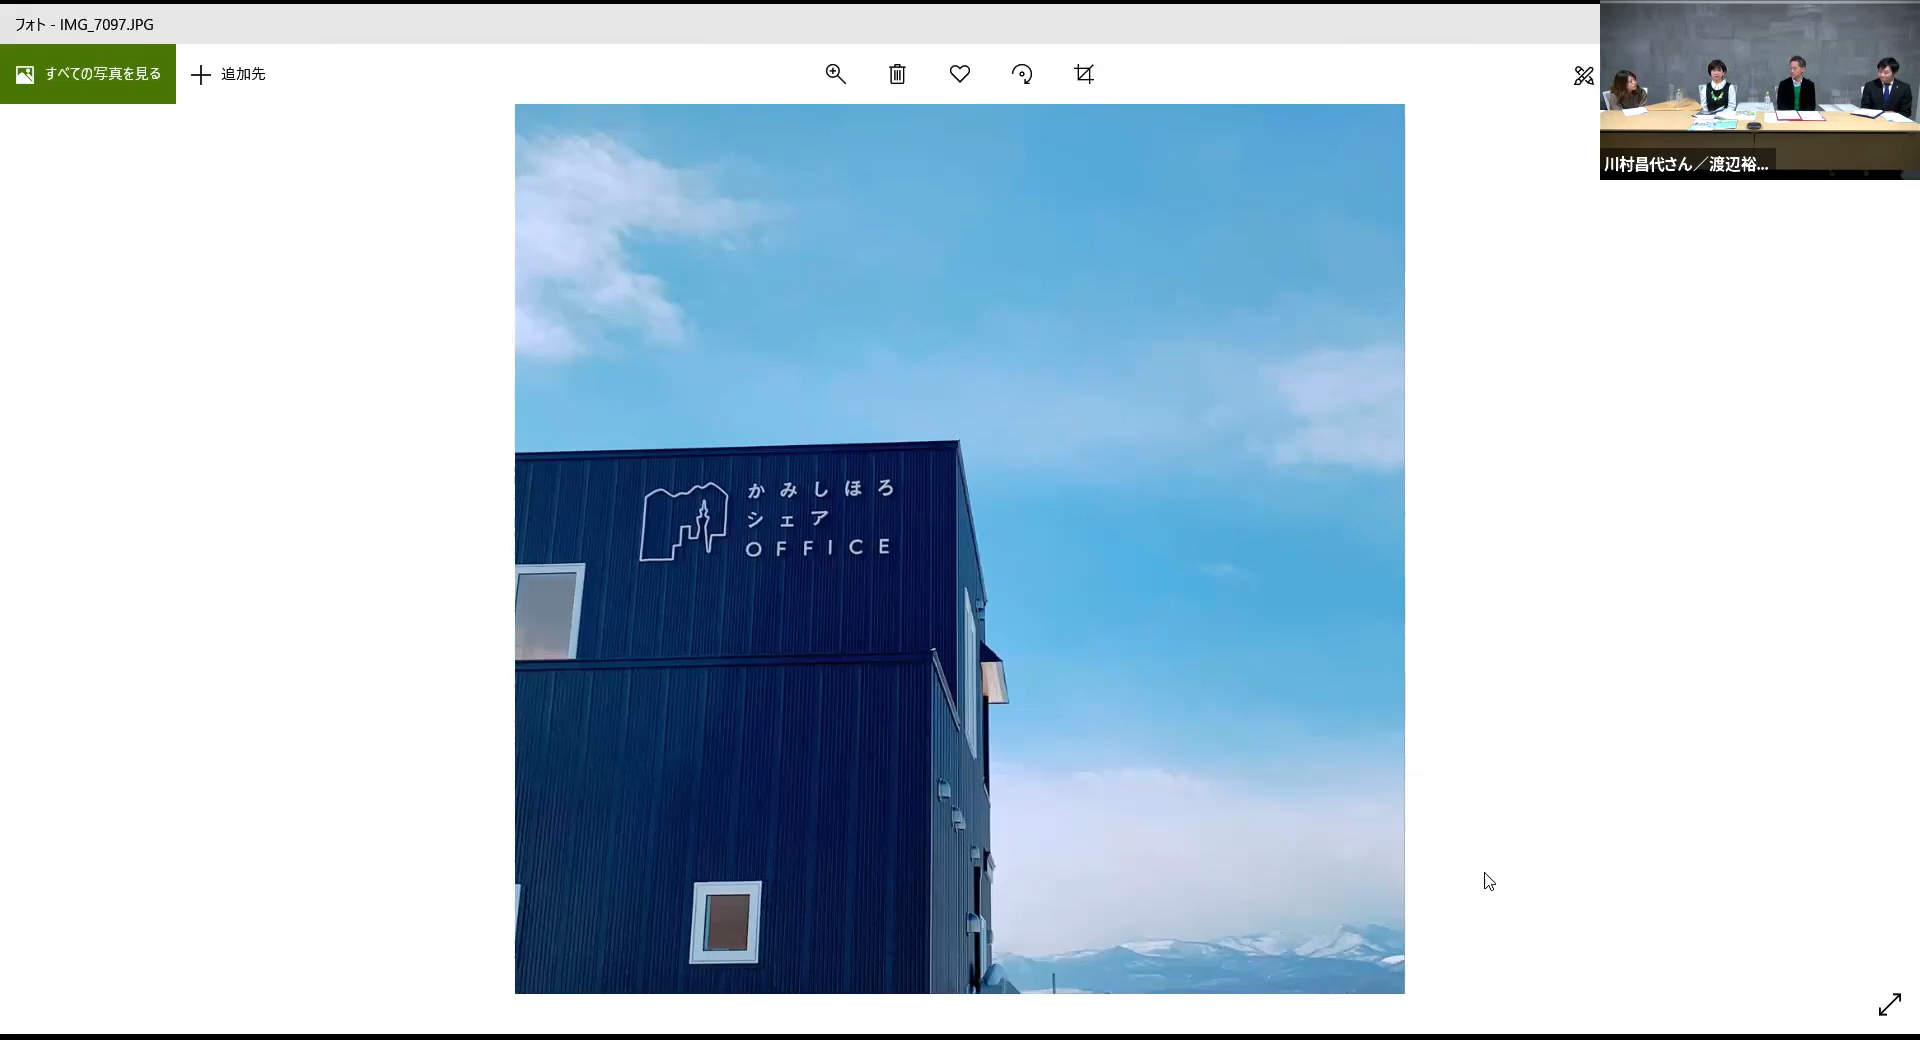 フォト - IMG_7097.JPG
すべての写真を見る
追加先
川村昌代さん／渡辺裕...
かみしほろ
シェア
OFFICE